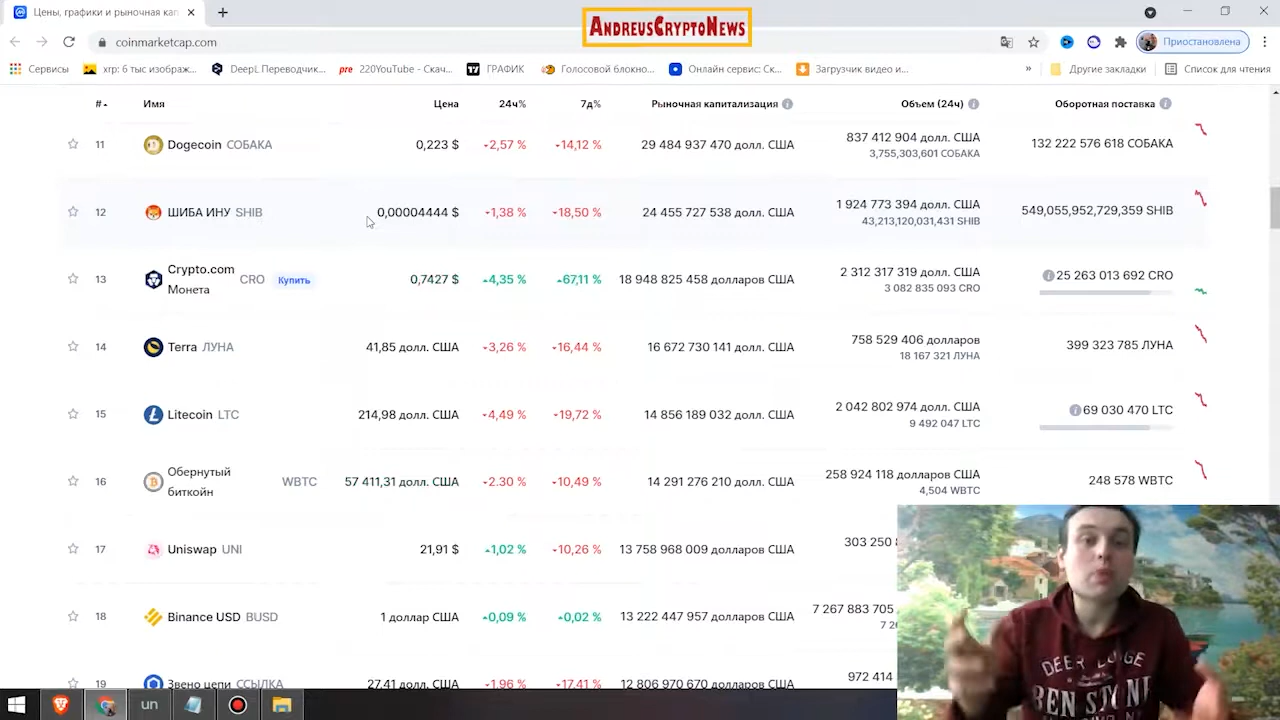 Цены, графики и рыночная кап
ANDREUSCRYPTONEWS
coinmarketcap.com
Приостановлена
Сервисы
xrp: 6 тыс изображ...
DeepL Переводчик...
pre 220YouTube - Скач...
ГРАФИК
Голосовой блокно...
Онлайн сервис: Ск...
Загрузчик видео и...
»
Другие закладки
Список для чтения
# Имя Цена 24ч% 7д% Рыночная капитализация Объем (24ч) Оборотная поставка
11 Dogecoin СОБАКА 0,223 $ 2,57 % 14,12 % 29 484 937 470 долл. США 837 412 904 долл. США 132 222 576 618 СОБАКА
3,755,303,601 СОБАКА
12 ШИБА ИНУ SHIB 0,00004444 $ 1,38 % 18,50 % 24 455 727 538 долл. США 1 924 773 394 долл. США 549,055,952,729,359 SHIB
43,213,120,031,431 SHIB
13 Crypto.com Монета CRO Купить 0,7427 $ 4,35 % 67,11 % 18 948 825 458 долларов США 2 312 317 319 долл. США 25 263 013 692 CRO
3 082 835 093 CRO
14 Terra ЛУНА 41,85 долл. США 3,26 % 16,44 % 16 672 730 141 долл. США 758 529 406 долларов 399 323 785 ЛУНА
18 167 321 ЛУНА
15 Litecoin LTC 214,98 долл. США 4,49 % 19,72 % 14 856 189 032 долл. США 2 042 802 974 долл. США 69 030 470 LTC
9 492 047 LTC
16 Обернутый биткойн WBTC 57 411,31 долл. США 2.30 % 10,49 % 14 291 276 210 долл. США 258 924 118 долларов США 248 578 WBTC
4,504 WBTC
17 Uniswap UNI 21,91 $ 1,02 % 10,26 % 13 758 968 009 долларов США 303 250
18 Binance USD BUSD 1 доллар США 0,09 % 0,02 % 13 222 447 957 долларов США 7 267 883 705
19 Звено цепи ССЫЛКА 27,41 долл. США 1,96 % 17,41 % 12 806 970 670 долларов США 972 414
DEER LODGE
un